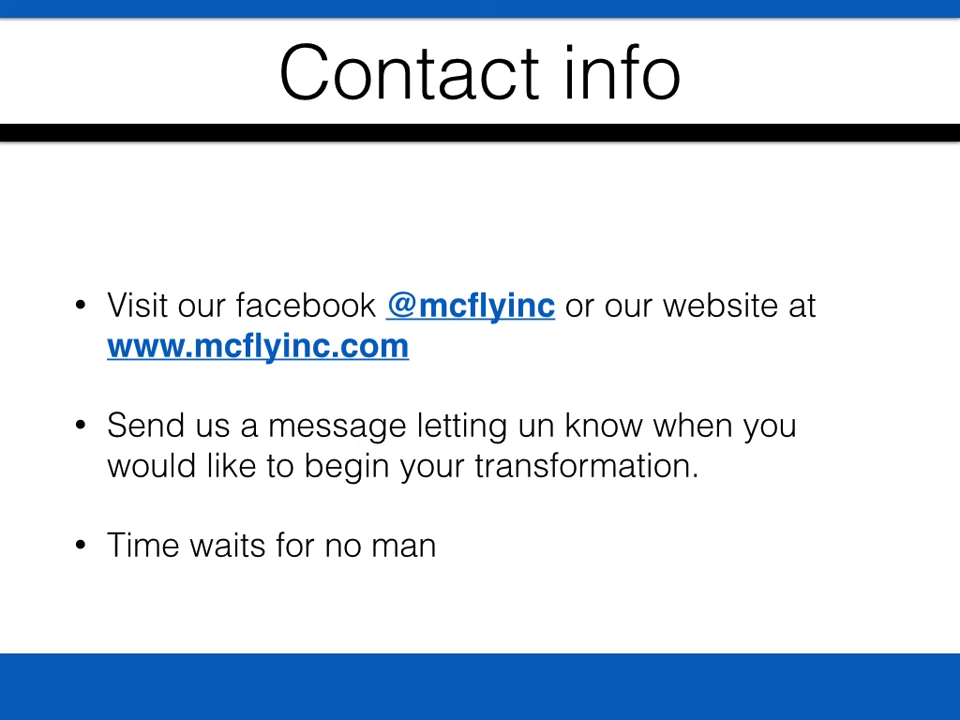 Contact info
• Visit our facebook @mcflyinc or our website at
www.mcflyinc.com
• Send us a message letting un know when you
would like to begin your transformation.
• Time waits for no man